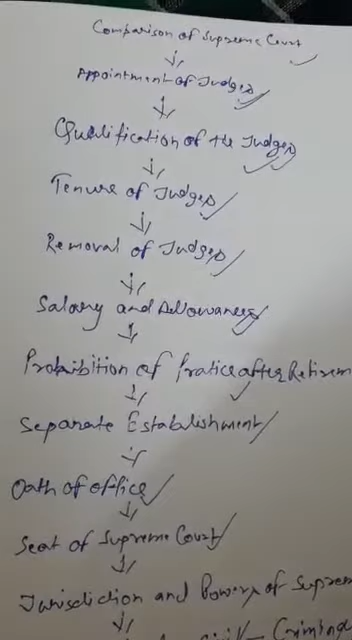 Comparison of Supreme Court
Appointment of Judges
Qualification of the Judges
Tenure of Judges
Removal of Judges
Salary and Allowances
Prohibition of Pratice after Retirem
Separate Establishment
Oath of office
Seat of Supreme Court
Jurisdiction and Powers of Suprem
Criminal